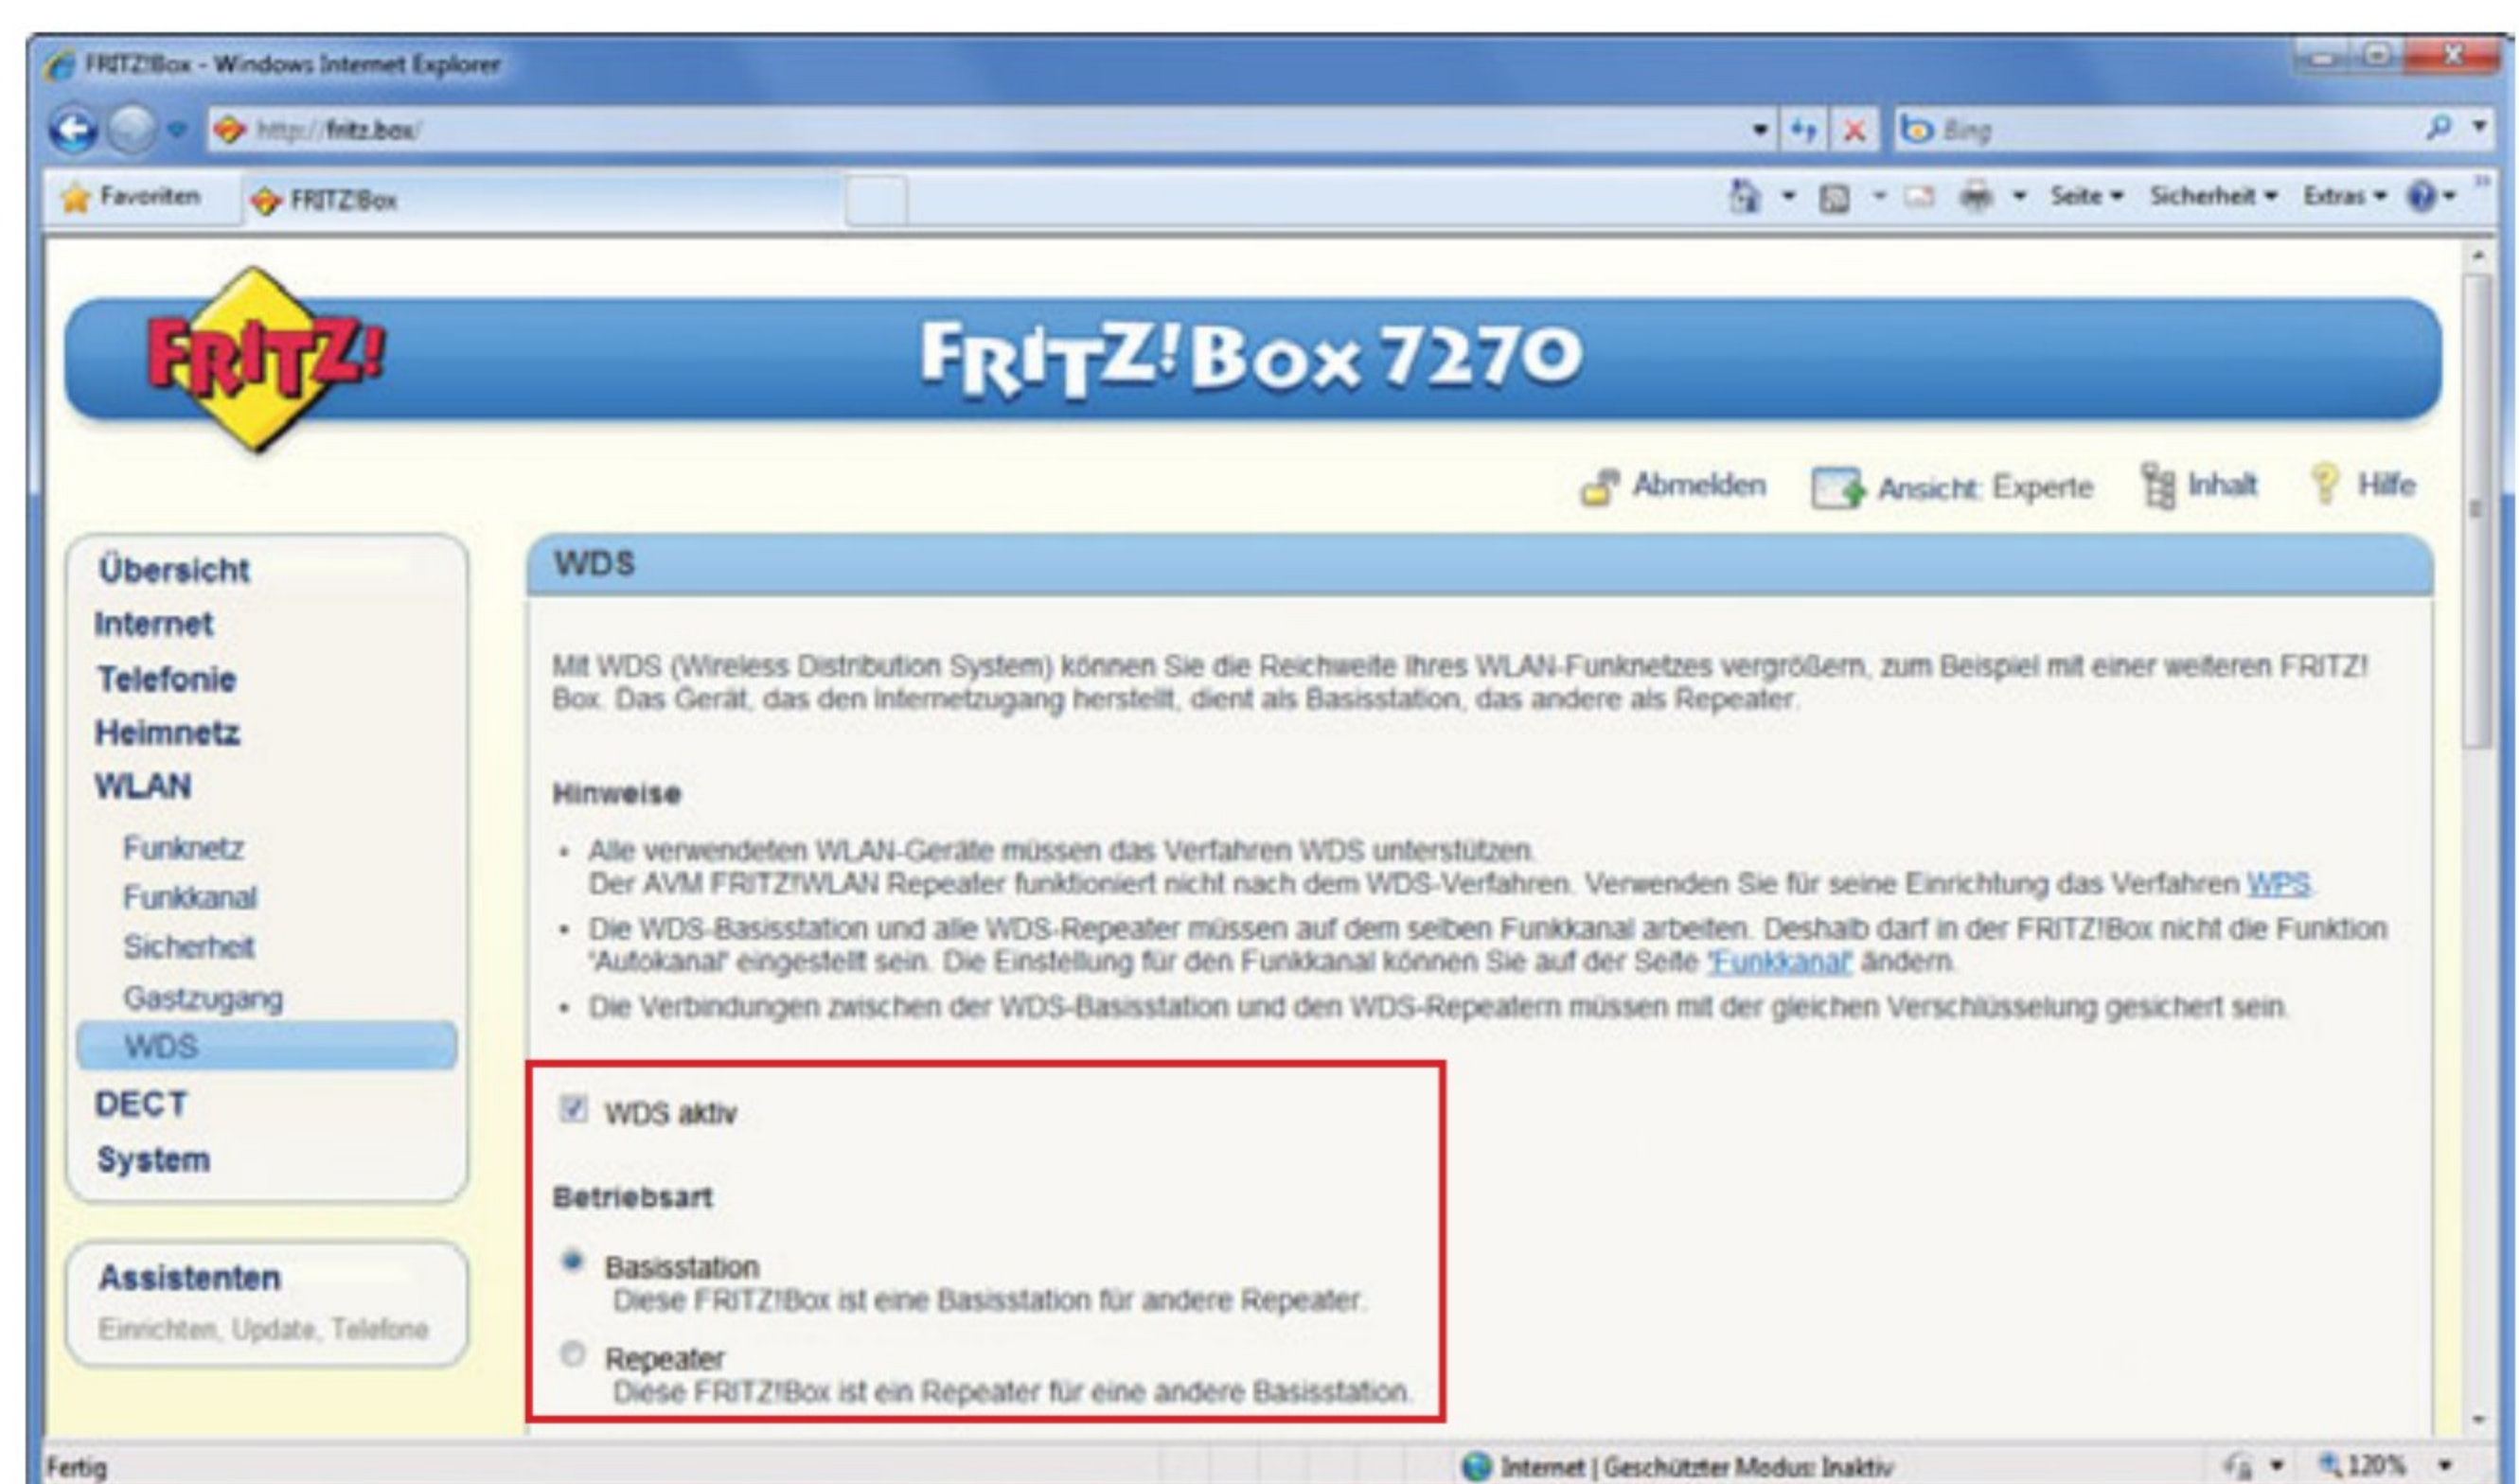 FRITZ!Box - Windows Internet Explorer
http://fritz.box/
Bing
Favoriten
FRITZ!Box
Seite
Sicherheit
Extras
FRITZ!
FRITZ!Box 7270
Abmelden
Ansicht: Experte
Inhalt
Hilfe
Übersicht
Internet
Telefonie
Heimnetz
WLAN
Funknetz
Funkkanal
Sicherheit
Gastzugang
WDS
DECT
System
Assistenten
Einrichten, Update, Telefone
WDS
Mit WDS (Wireless Distribution System) können Sie die Reichweite Ihres WLAN-Funknetzes vergrößern, zum Beispiel mit einer weiteren FRITZ!
Box. Das Gerät, das den Internetzugang herstellt, dient als Basisstation, das andere als Repeater.
Hinweise
• Alle verwendeten WLAN-Geräte müssen das Verfahren WDS unterstützen.
Der AVM FRITZ!WLAN Repeater funktioniert nicht nach dem WDS-Verfahren. Verwenden Sie für seine Einrichtung das Verfahren WPS.
• Die WDS-Basisstation und alle WDS-Repeater müssen auf dem selben Funkkanal arbeiten. Deshalb darf in der FRITZ!Box nicht die Funktion
"Autokanal" eingestellt sein. Die Einstellung für den Funkkanal können Sie auf der Seite "Funkkanal" ändern.
• Die Verbindungen zwischen der WDS-Basisstation und den WDS-Repeatern müssen mit der gleichen Verschlüsselung gesichert sein.
WDS aktiv
Betriebsart
Basisstation
Diese FRITZ!Box ist eine Basisstation für andere Repeater.
Repeater
Diese FRITZ!Box ist ein Repeater für eine andere Basisstation.
Fertig
Internet | Geschützter Modus: Inaktiv
120%